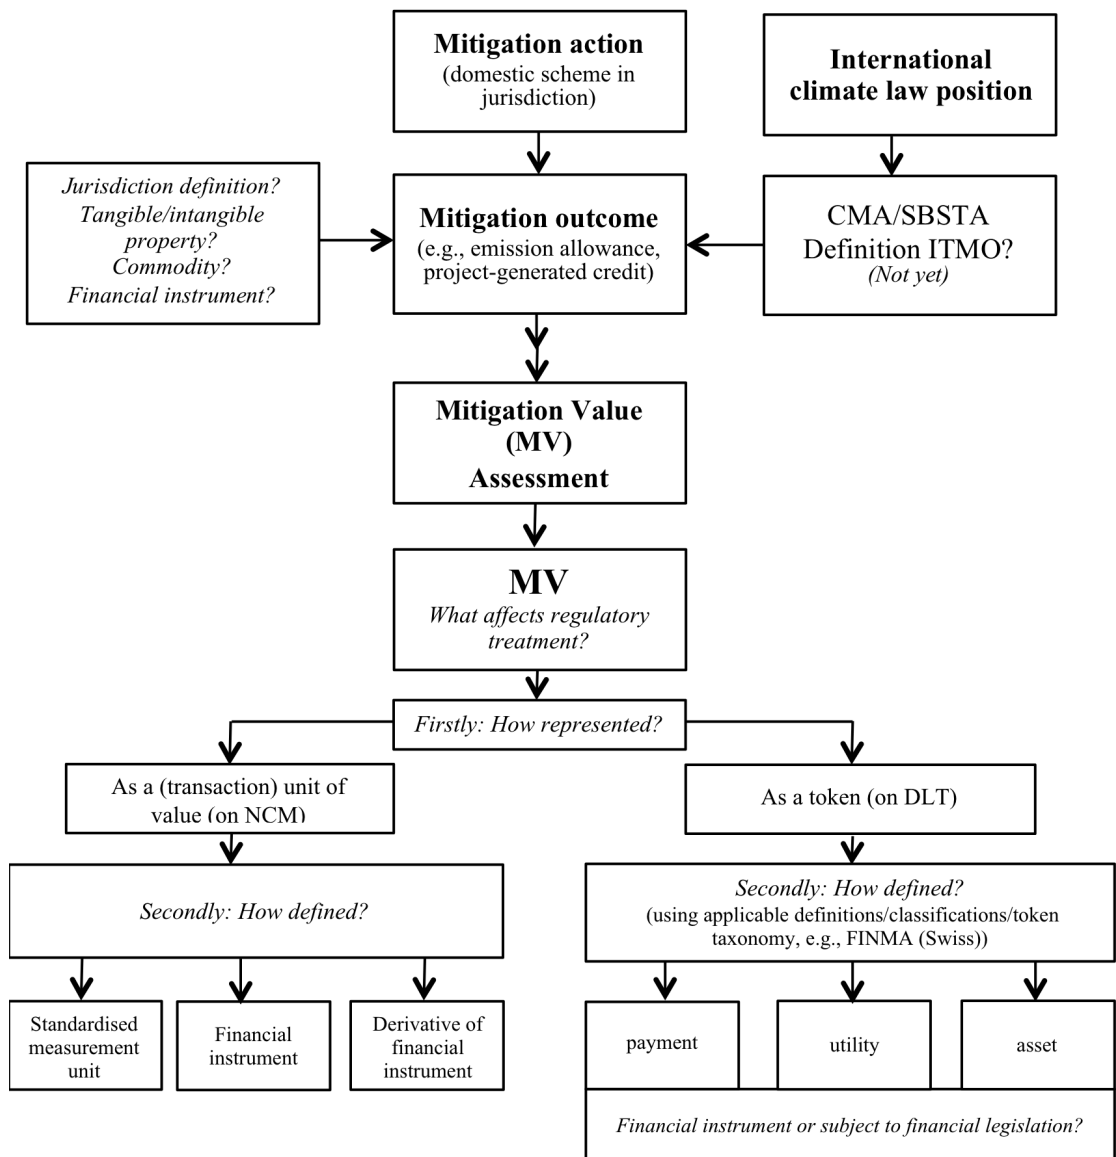 Mitigation action
(domestic scheme in
jurisdiction)
International
climate law position
Jurisdiction definition?
Tangible/intangible
property?
Commodity?
Financial instrument?
Mitigation outcome
(e.g., emission allowance,
project-generated credit)
CMA/SBSTA
Definition ITMO?
(Not yet)
Mitigation Value
(MV)
Assessment
MV
What affects regulatory
treatment?
Firstly: How represented?
As a (transaction) unit of
value (on NCM)
As a token (on DLT)
Secondly: How defined?
Secondly: How defined?
(using applicable definitions/classifications/token
taxonomy, e.g., FINMA (Swiss))
Standardised
measurement
unit
Financial
instrument
Derivative of
financial
instrument
payment
utility
asset
Financial instrument or subject to financial legislation?